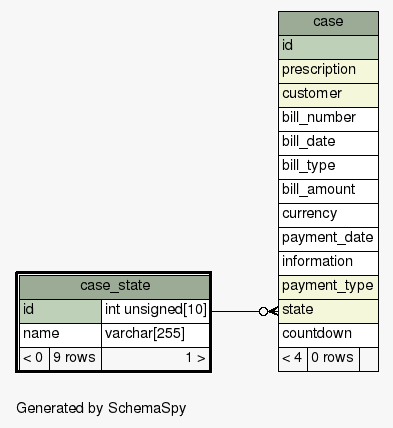 case
id
prescription
customer
bill_number
bill_date
bill_type
bill_amount
currency
payment_date
information
payment_type
state
countdown
< 4 0 rows
case_state
id int unsigned[10]
name varchar[255]
< 0 9 rows 1 >
Generated by SchemaSpy